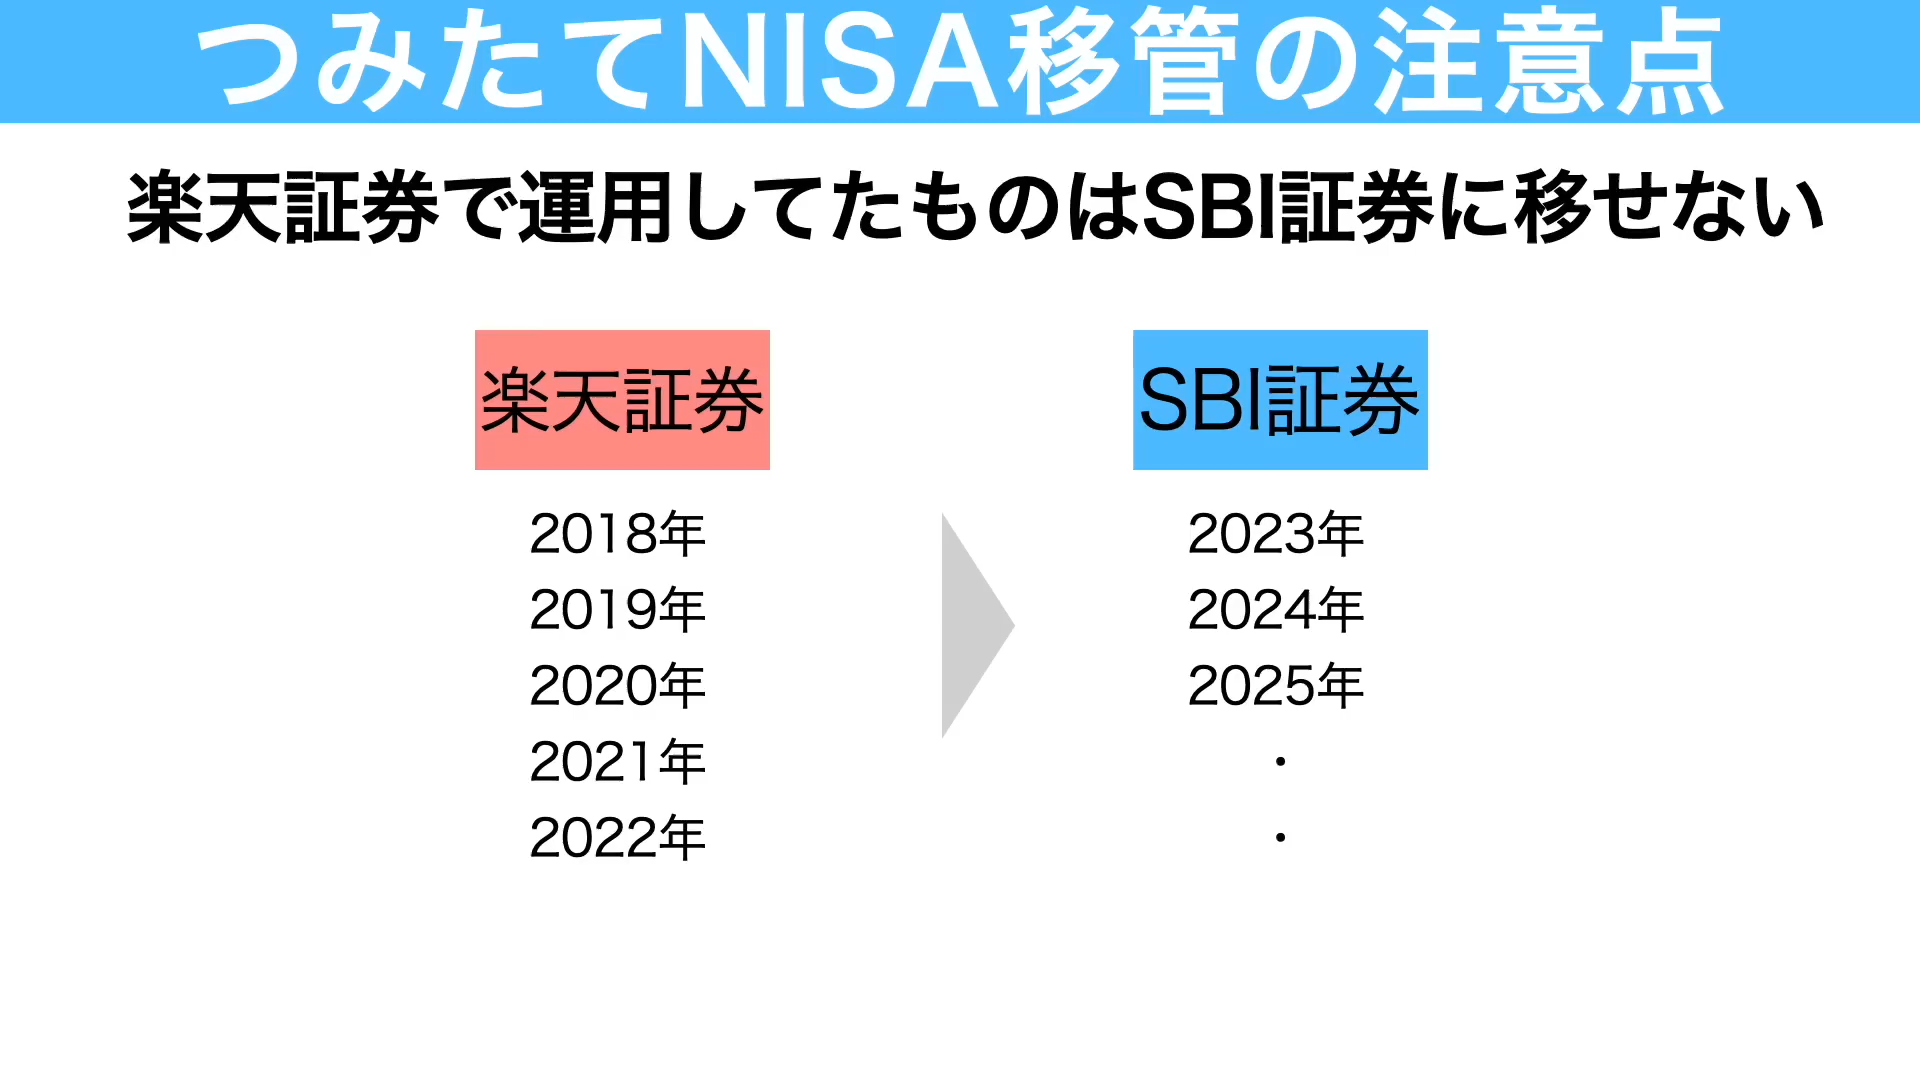 つみたてNISA移管の注意点
楽天証券で運用してたものはSBI証券に移せない
楽天証券
2018年
2019年
2020年
2021年
2022年
SBI証券
2023年
2024年
2025年
・
・